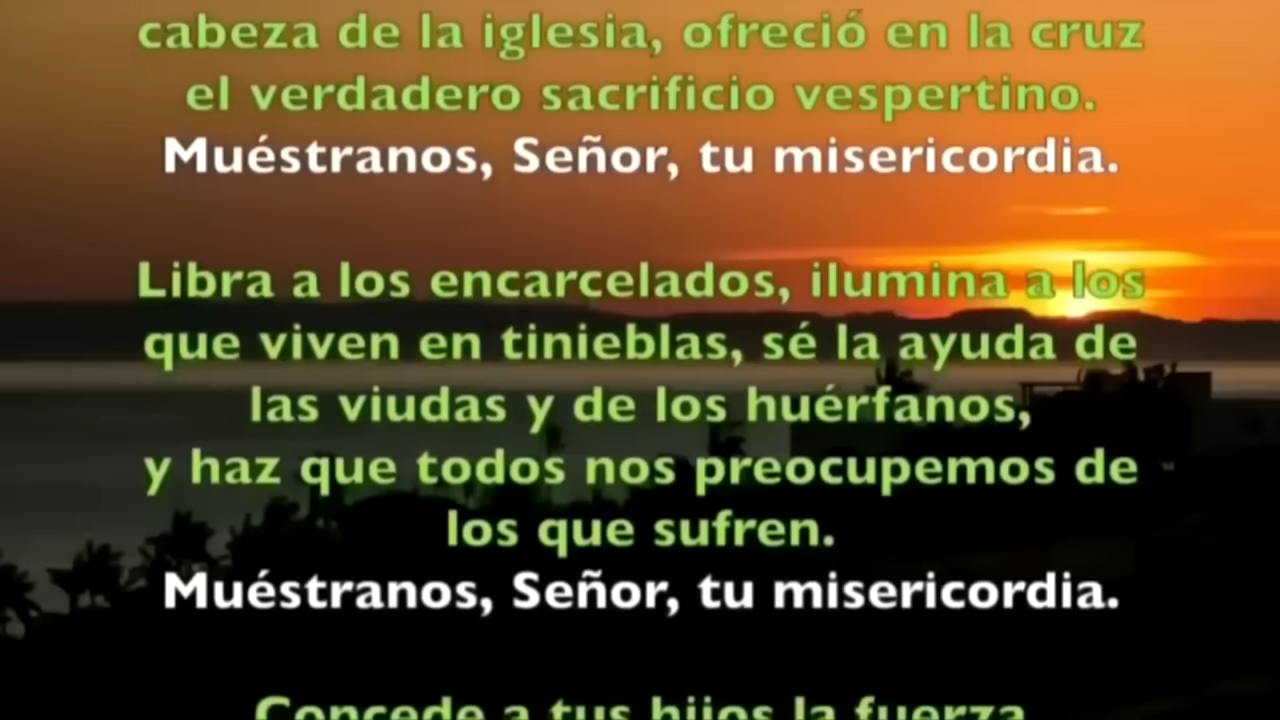 cabeza de la iglesia, ofreció en la cruz
el verdadero sacrificio vespertino.
Muéstranos, Señor, tu misericordia.
Libra a los encarcelados, ilumina a los
que viven en tinieblas, sé la ayuda de
las viudas y de los huérfanos,
y haz que todos nos preocupemos de
los que sufren.
Muéstranos, Señor, tu misericordia.
Concede a tus hijos la fuerza